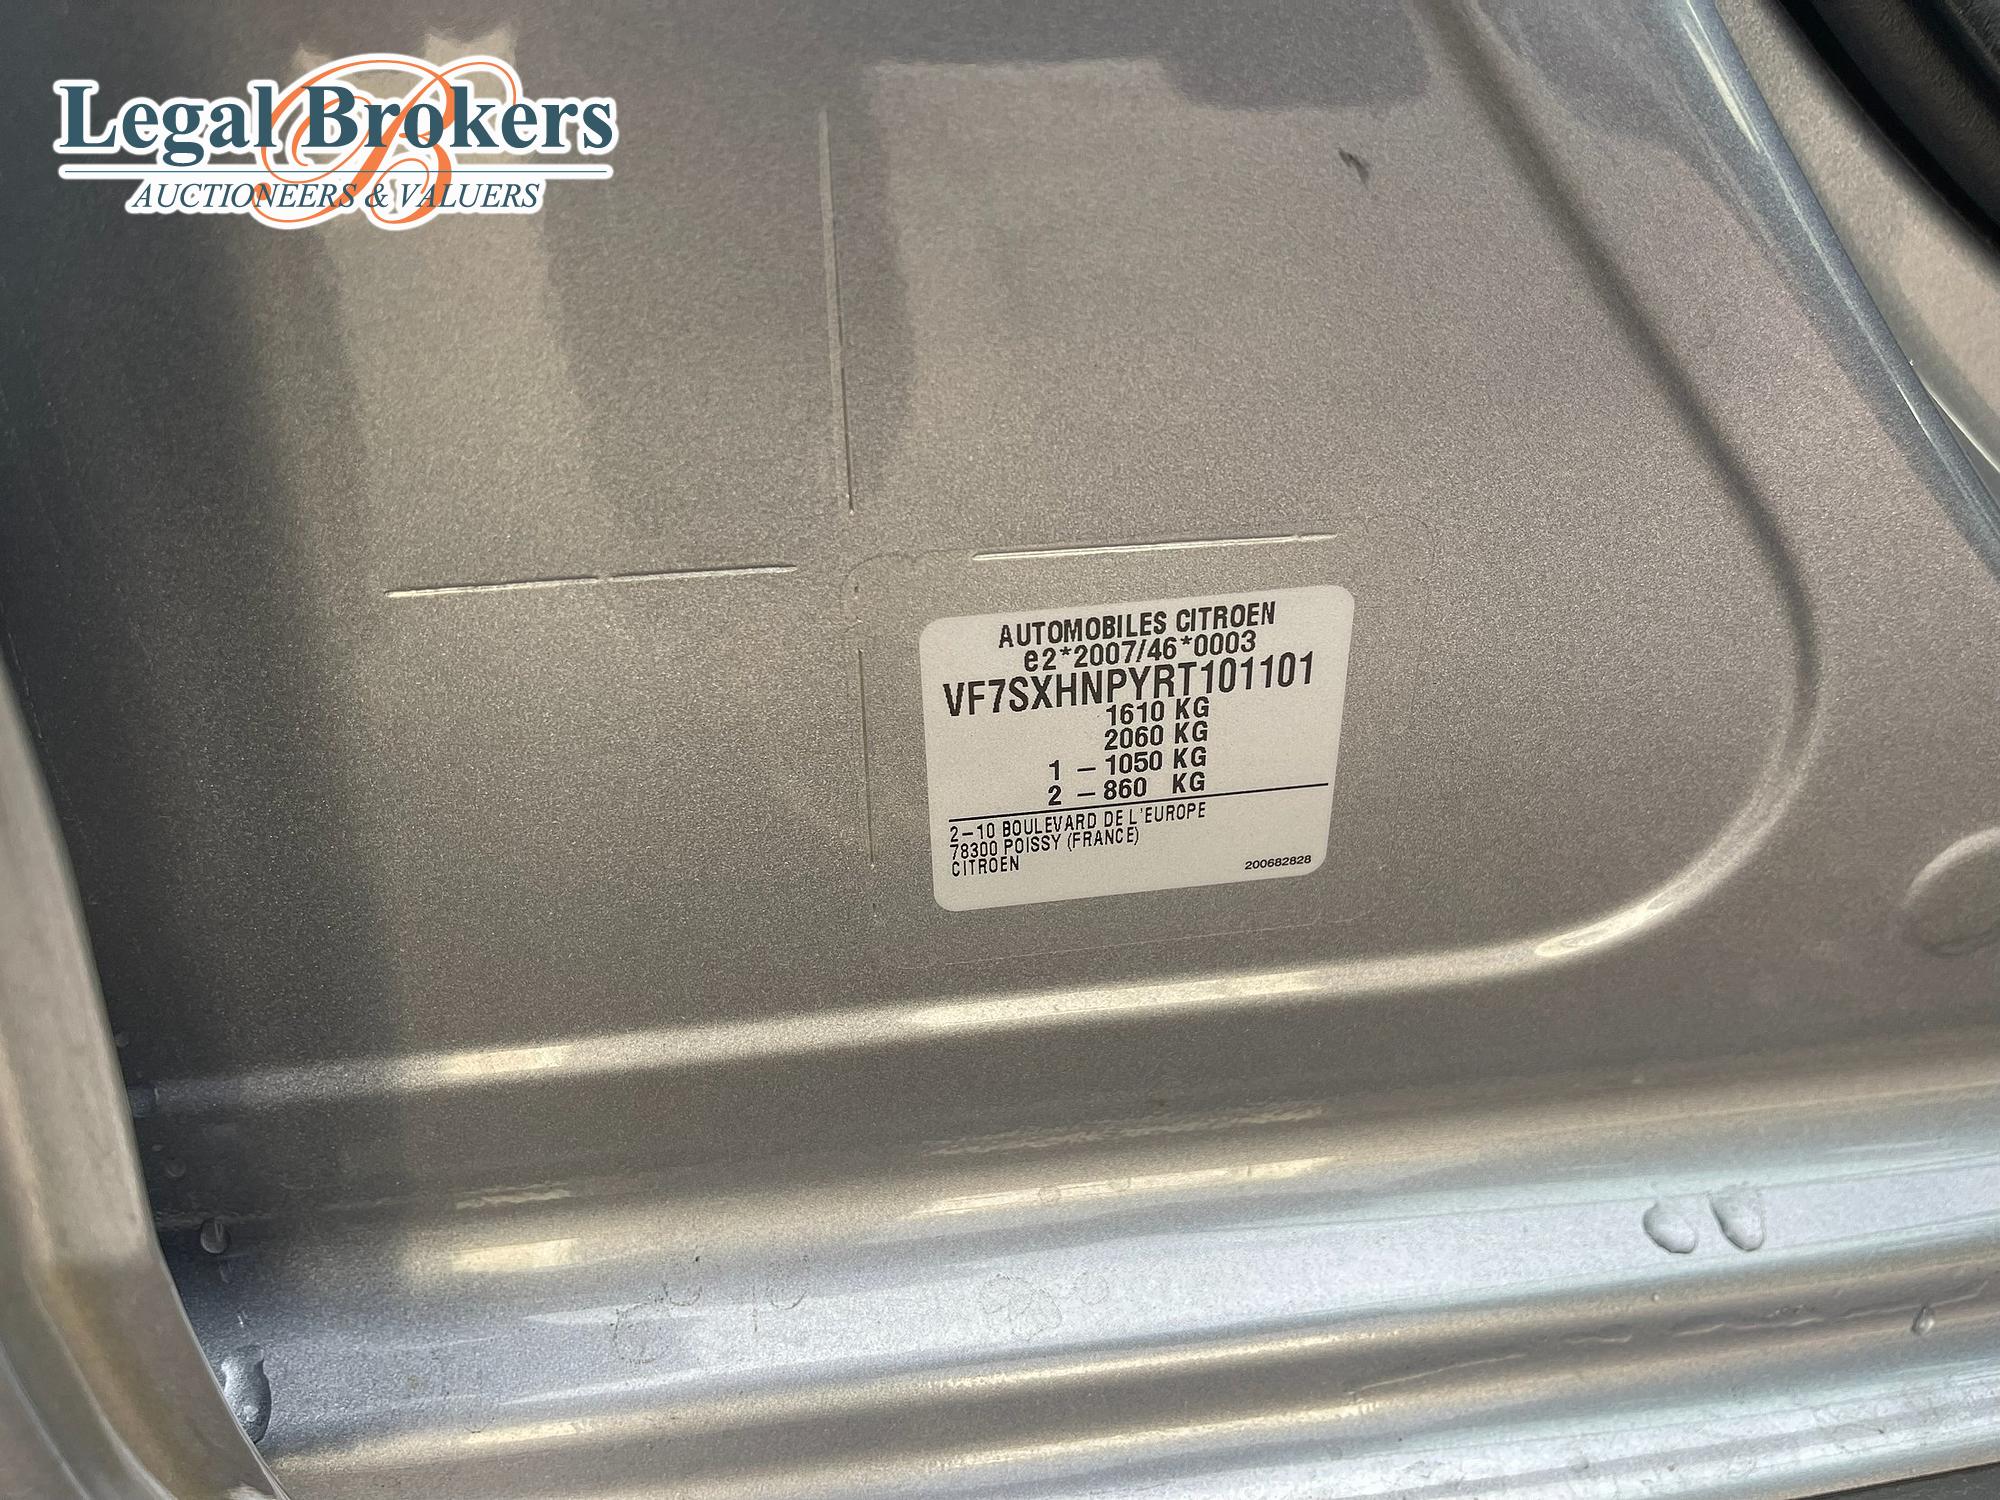 Legal Brokers
AUCTIONEERS & VALUERS
AUTOMOBILES CITROEN
e2*2007/46*0003
VF7SXHNPYRT101101
1610 KG
2060 KG
1 – 1050 KG
2 – 860 KG
2–10 BOULEVARD DE L'EUROPE
78300 POISSY (FRANCE)
CITROEN
200682828